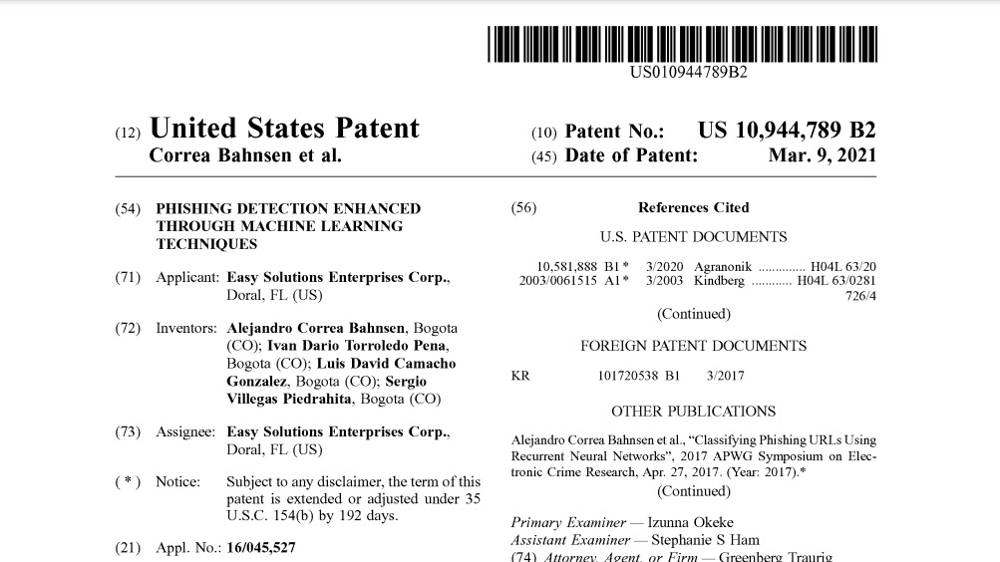 US010944789B2
(12) United States Patent
Correa Bahnsen et al.
(10) Patent No.: US 10,944,789 B2
(45) Date of Patent: Mar. 9, 2021
(54) PHISHING DETECTION ENHANCED
THROUGH MACHINE LEARNING
TECHNIQUES
(71) Applicant: Easy Solutions Enterprises Corp.,
Doral, FL (US)
(72) Inventors: Alejandro Correa Bahnsen, Bogota
(CO); Ivan Dario Torroledo Pena,
Bogota (CO); Luis David Camacho
Gonzalez, Bogota (CO); Sergio
Villegas Piedrahita, Bogota (CO)
(73) Assignee: Easy Solutions Enterprises Corp.,
Doral, FL (US)
( * ) Notice: Subject to any disclaimer, the term of this
patent is extended or adjusted under 35
U.S.C. 154(b) by 192 days.
(21) Appl. No.: 16/045,527
(56) References Cited
U.S. PATENT DOCUMENTS
10,581,888 B1 * 3/2020 Agranonik .............. H04L 63/20
2003/0061515 A1 * 3/2003 Kindberg ............ H04L 63/0281
726/4
(Continued)
FOREIGN PATENT DOCUMENTS
KR 101720538 B1 3/2017
OTHER PUBLICATIONS
Alejandro Correa Bahnsen et al., “Classifying Phishing URLs Using
Recurrent Neural Networks”, 2017 APWG Symposium on Elec-
tronic Crime Research, Apr. 27, 2017. (Year: 2017).*
(Continued)
Primary Examiner — Izunna Okeke
Assistant Examiner — Stephanie S Ham
(74) Attorney, Agent, or Firm — Greenberg Traurig